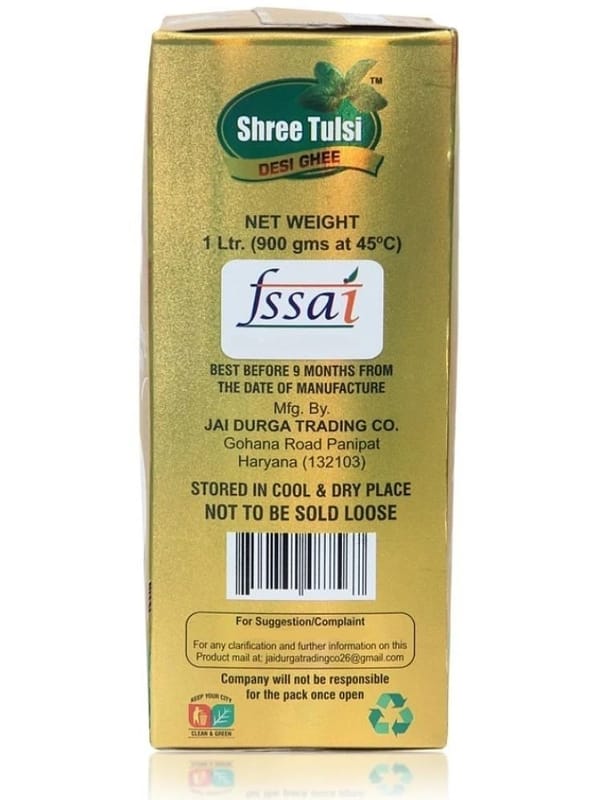 Shree Tulsi TM
DESI GHEE
NET WEIGHT
1 Ltr. (900 gms at 45ºC)
fssai
BEST BEFORE 9 MONTHS FROM
THE DATE OF MANUFACTURE
Mfg. By.
JAI DURGA TRADING CO.
Gohana Road Panipat
Haryana (132103)
STORED IN COOL & DRY PLACE
NOT TO BE SOLD LOOSE
For Suggestion/Complaint
For any clarification and further information on this
Product mail at: jaidurgatradingco26@gmail.com
Company will not be responsible
for the pack once open
KEEP YOUR CITY
CLEAN & GREEN